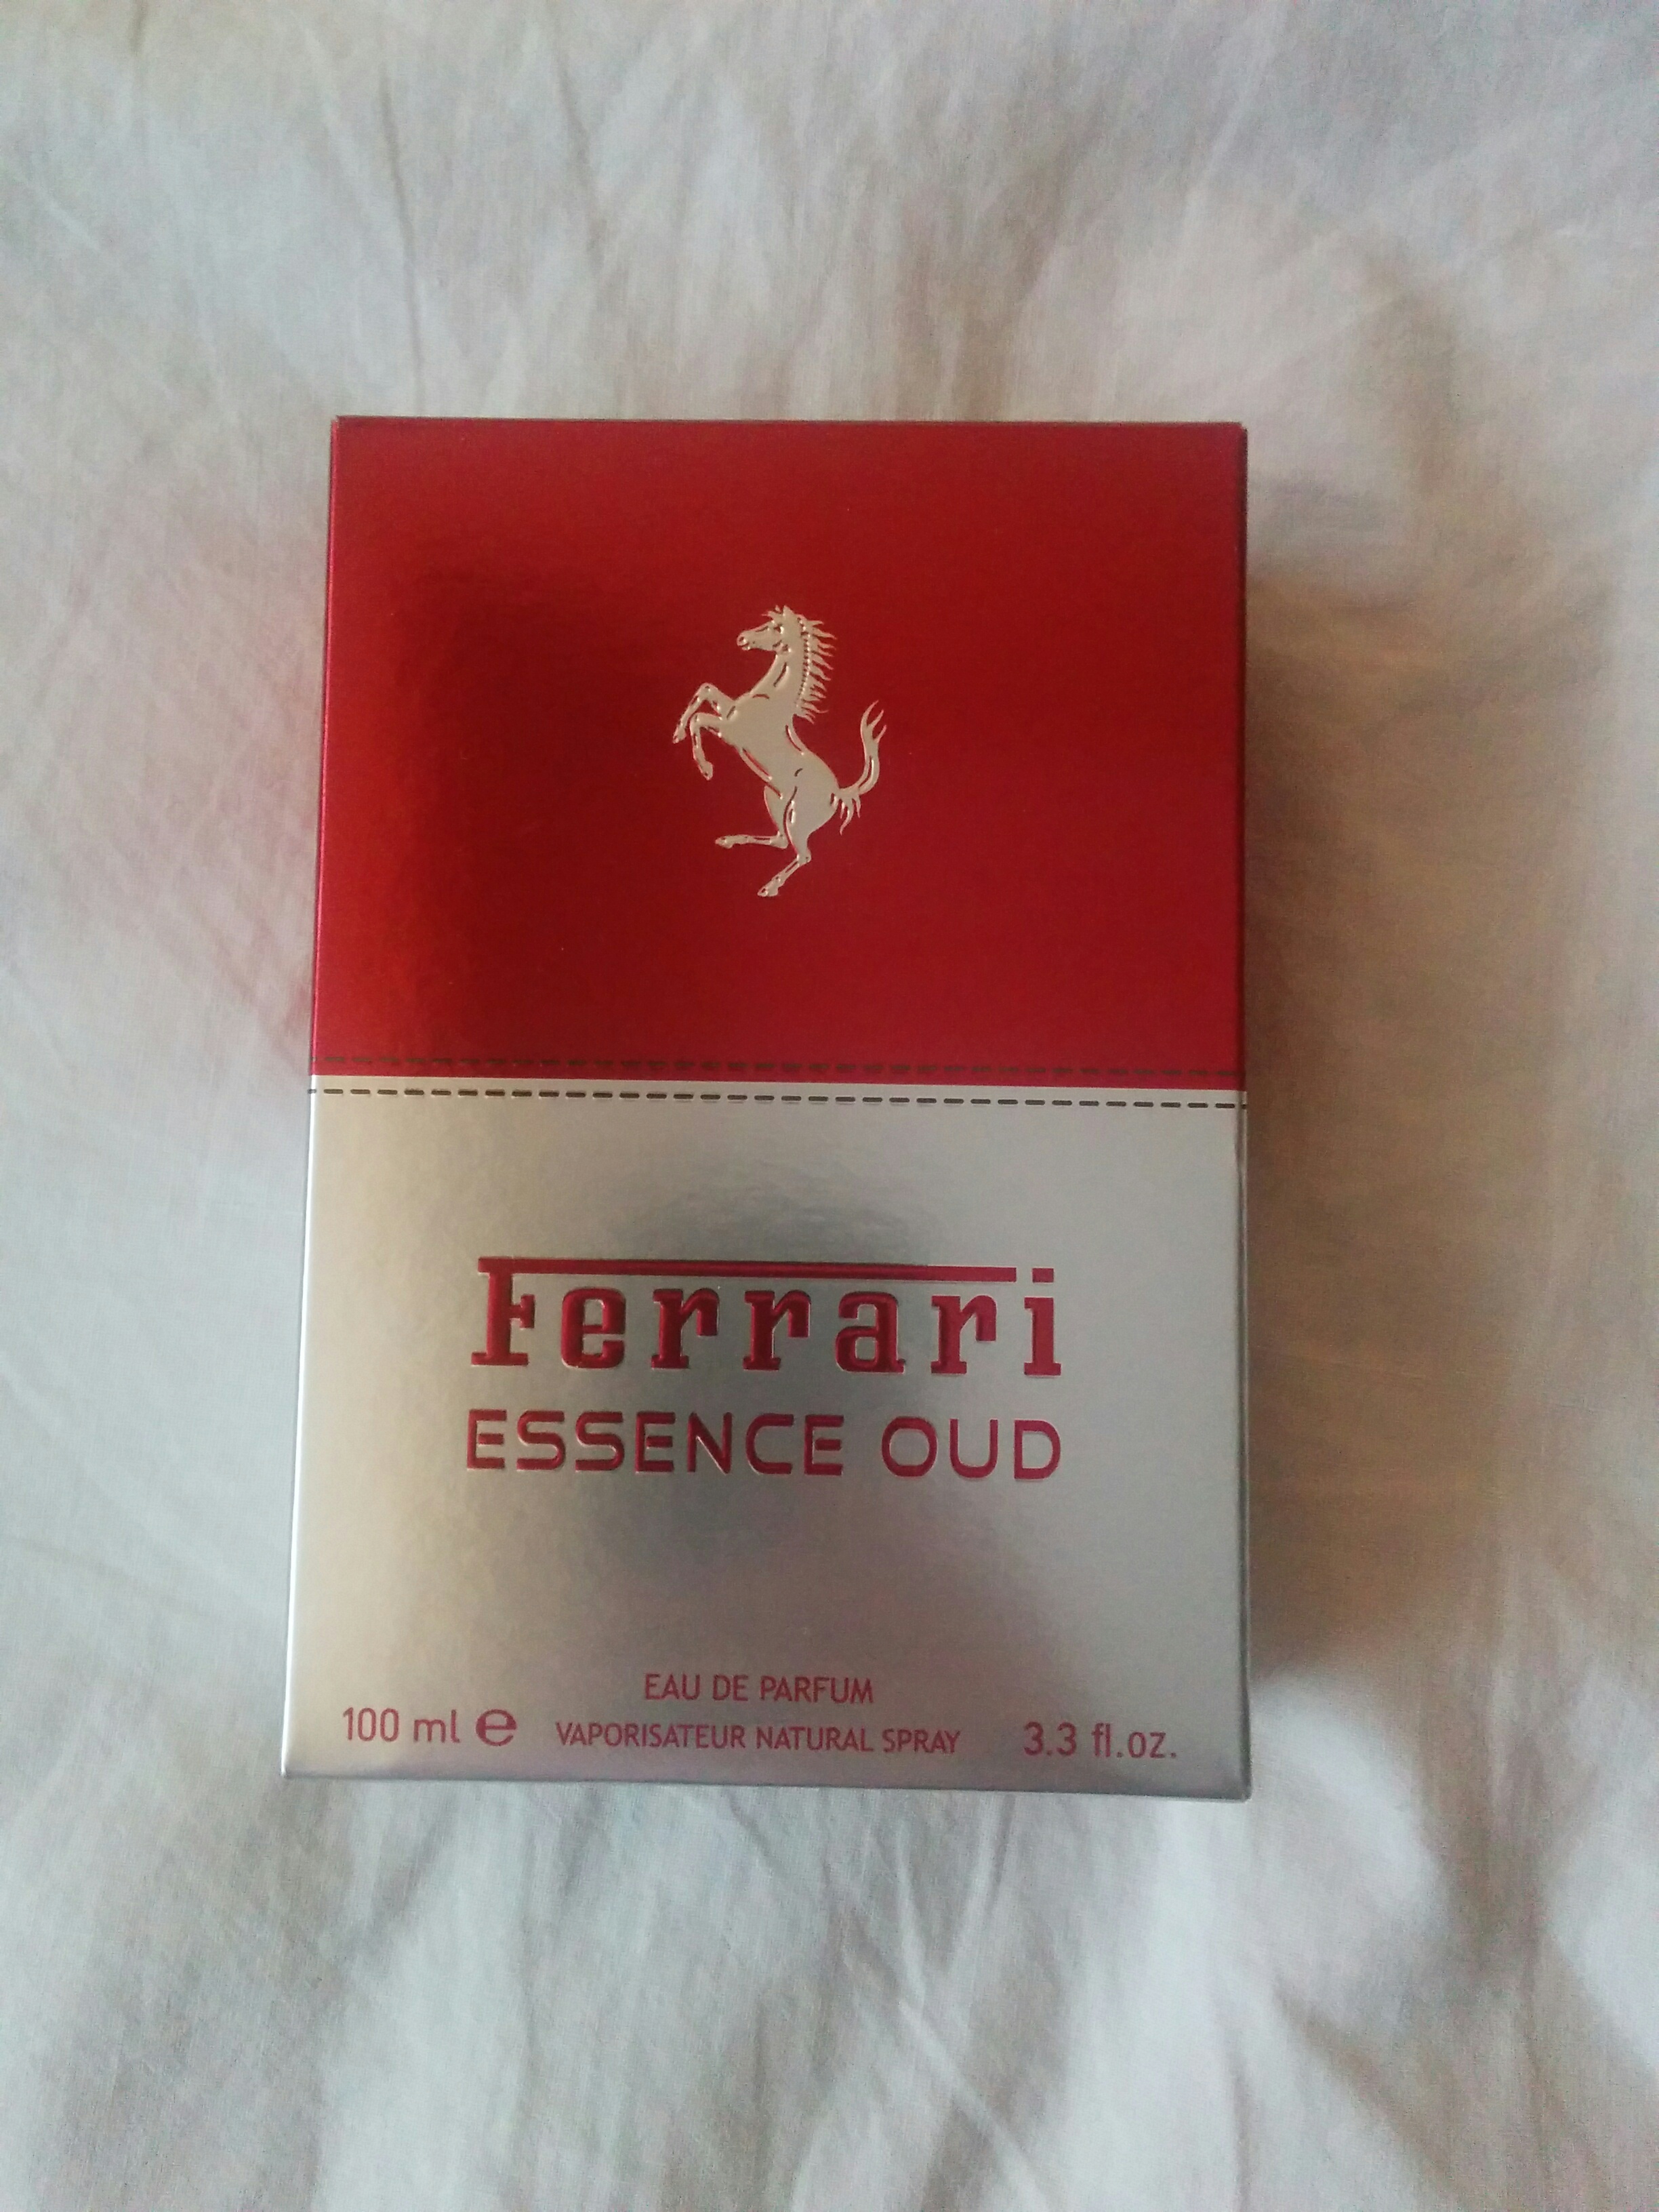 Ferrari
ESSENCE OUD
EAU DE PARFUM
100 ml ℮ VAPORISATEUR NATURAL SPRAY 3.3 fl.oz.